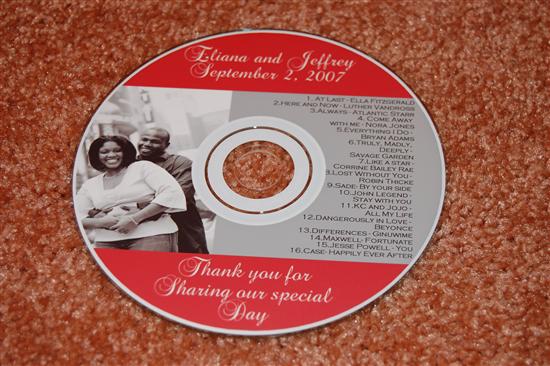 Eliana and Jeffrey
September 2, 2007
1. At Last - Ella Fitzgerald
2.Here and Now - Luther Vandross
3.Always - Atlantic Starr
4. Come Away
with me - Nora Jones
5.Everything I Do -
Bryan Adams
6.Truly, Madly,
Deeply -
Savage Garden
7.Like a star -
Corrine Bailey Rae
8.Lost Without You -
Robin Thicke
9.Sade- By your side
10.John Legend -
Stay with you
11.KC and JoJo -
All My Life
12.Dangerously in Love -
Beyonce
13.Differences - Ginuwime
14.Maxwell- Fortunate
15.Jesse Powell - You
16.Case- Happily Ever After
Thank you for
Sharing our special
Day